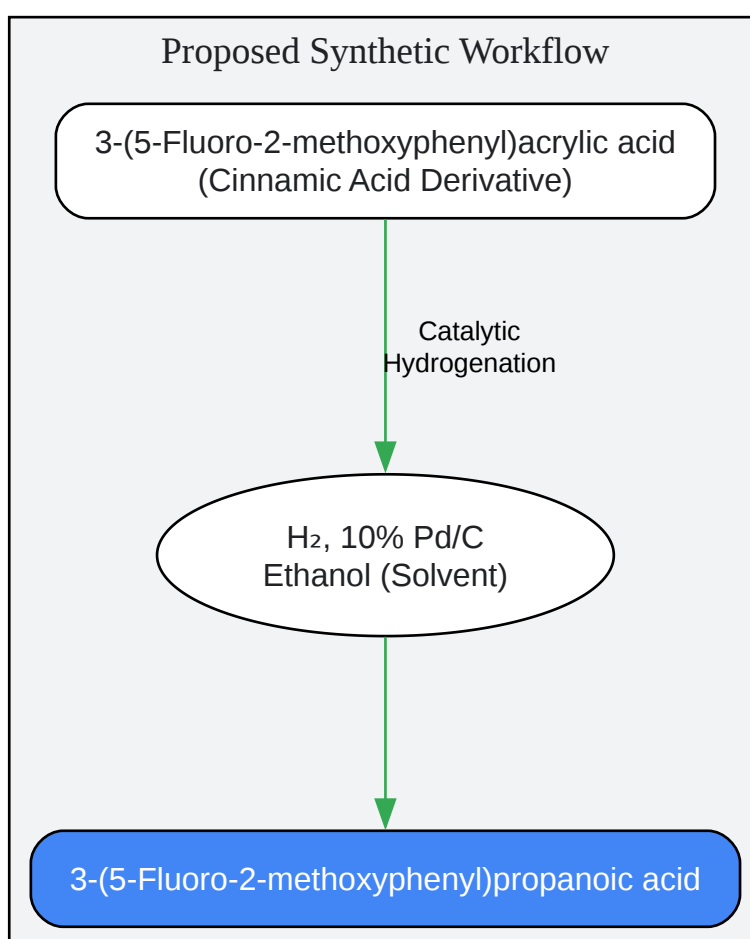 Proposed Synthetic Workflow
3-(5-Fluoro-2-methoxyphenyl)acrylic acid
(Cinnamic Acid Derivative)
Catalytic
Hydrogenation
H₂, 10% Pd/C
Ethanol (Solvent)
3-(5-Fluoro-2-methoxyphenyl)propanoic acid